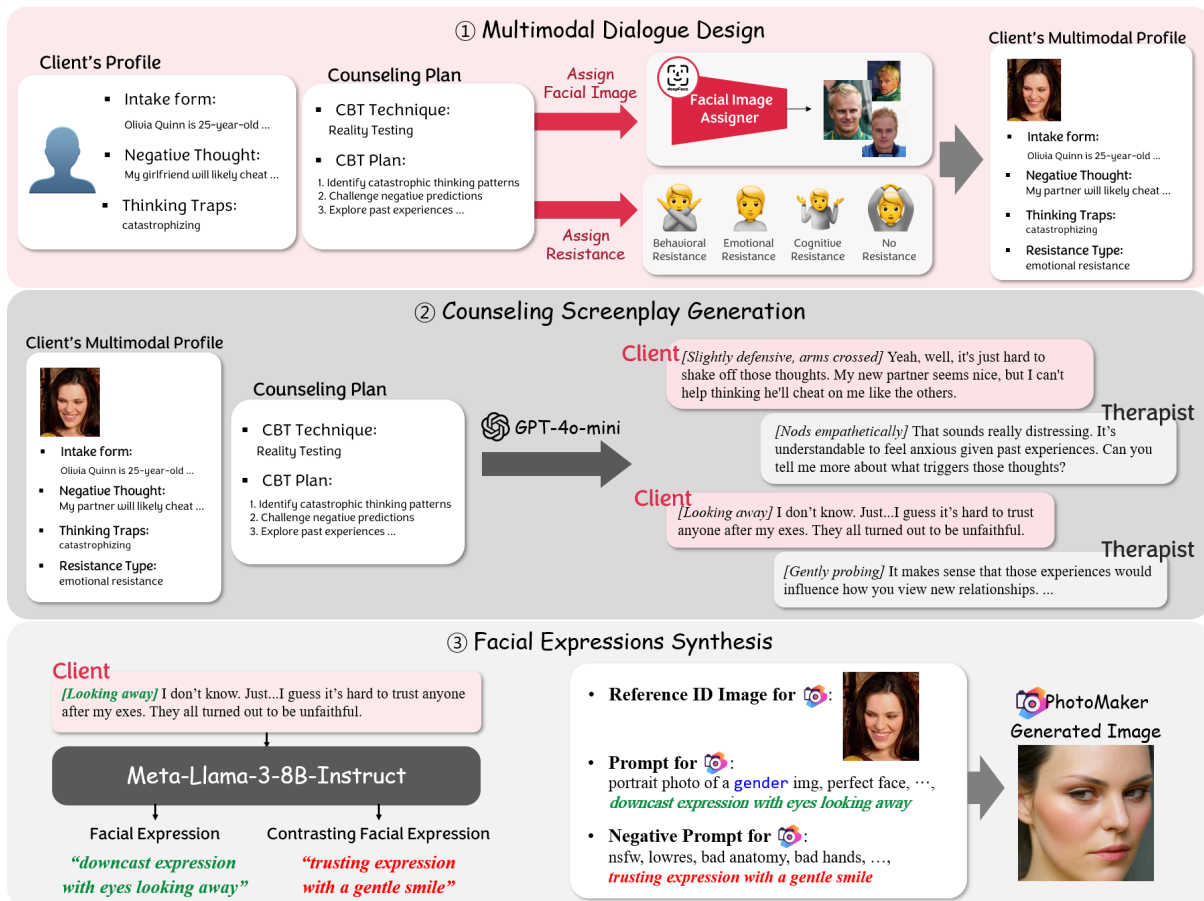 ① Multimodal Dialogue Design
Client's Profile
▪ Intake form:
Olivia Quinn is 25-year-old ...
▪ Negative Thought:
My girlfriend will likely cheat ...
▪ Thinking Traps:
catastrophizing
Counseling Plan
▪ CBT Technique:
Reality Testing
▪ CBT Plan:
1. Identify catastrophic thinking patterns
2. Challenge negative predictions
3. Explore past experiences ...
Assign
Facial Image
Assign
Resistance
deepface
Facial Image
Assigner
Behavioral
Resistance
Emotional
Resistance
Cognitive
Resistance
No
Resistance
Client's Multimodal Profile
▪ Intake form:
Olivia Quinn is 25-year-old ...
▪ Negative Thought:
My partner will likely cheat ...
▪ Thinking Traps:
catastrophizing
▪ Resistance Type:
emotional resistance
② Counseling Screenplay Generation
Client's Multimodal Profile
▪ Intake form:
Olivia Quinn is 25-year-old ...
▪ Negative Thought:
My partner will likely cheat ...
▪ Thinking Traps:
catastrophizing
▪ Resistance Type:
emotional resistance
Counseling Plan
▪ CBT Technique:
Reality Testing
▪ CBT Plan:
1. Identify catastrophic thinking patterns
2. Challenge negative predictions
3. Explore past experiences ...
GPT-4o-mini
Client
[Slightly defensive, arms crossed] Yeah, well, it's just hard to
shake off those thoughts. My new partner seems nice, but I can't
help thinking he'll cheat on me like the others.
Therapist
[Nods empathetically] That sounds really distressing. It's
understandable to feel anxious given past experiences. Can you
tell me more about what triggers those thoughts?
Client
[Looking away] I don't know. Just...I guess it's hard to trust
anyone after my exes. They all turned out to be unfaithful.
Therapist
[Gently probing] It makes sense that those experiences would
influence how you view new relationships. ...
③ Facial Expressions Synthesis
Client
[Looking away] I don't know. Just...I guess it's hard to trust anyone
after my exes. They all turned out to be unfaithful.
Meta-Llama-3-8B-Instruct
Facial Expression
"downcast expression
with eyes looking away"
Contrasting Facial Expression
"trusting expression
with a gentle smile"
• Reference ID Image for :
• Prompt for :
portrait photo of a gender img, perfect face, ⋯,
downcast expression with eyes looking away
• Negative Prompt for :
nsfw, lowres, bad anatomy, bad hands, …,
trusting expression with a gentle smile
PhotoMaker
Generated Image